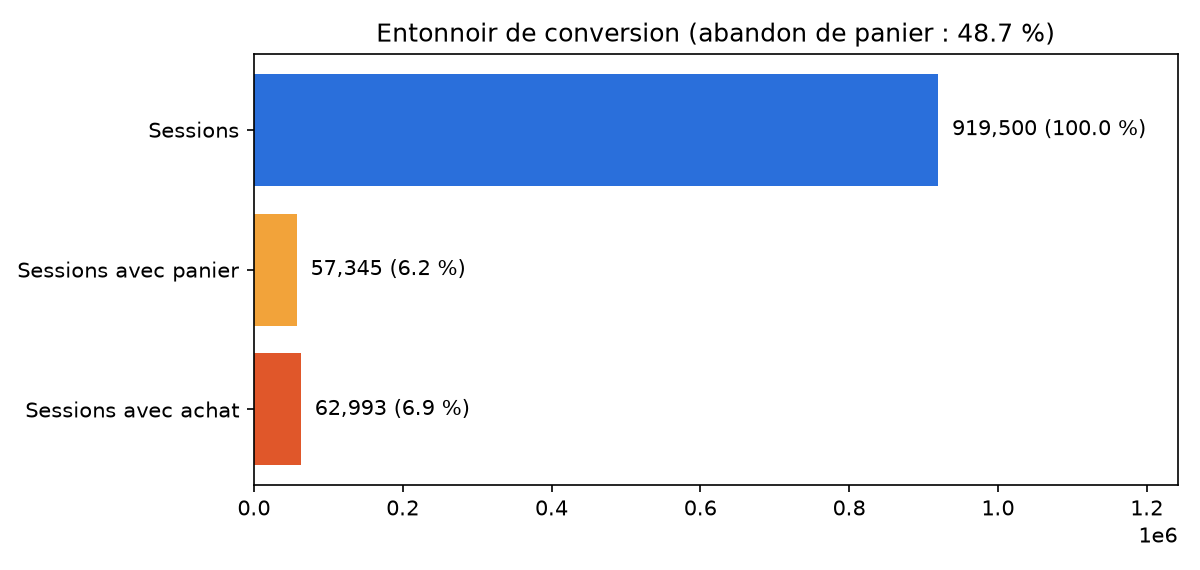 Entonnoir de conversion (abandon de panier : 48.7 %)
Sessions
919,500 (100.0 %)
Sessions avec panier
57,345 (6.2 %)
Sessions avec achat
62,993 (6.9 %)
0.0 0.2 0.4 0.6 0.8 1.0 1.2
1e6